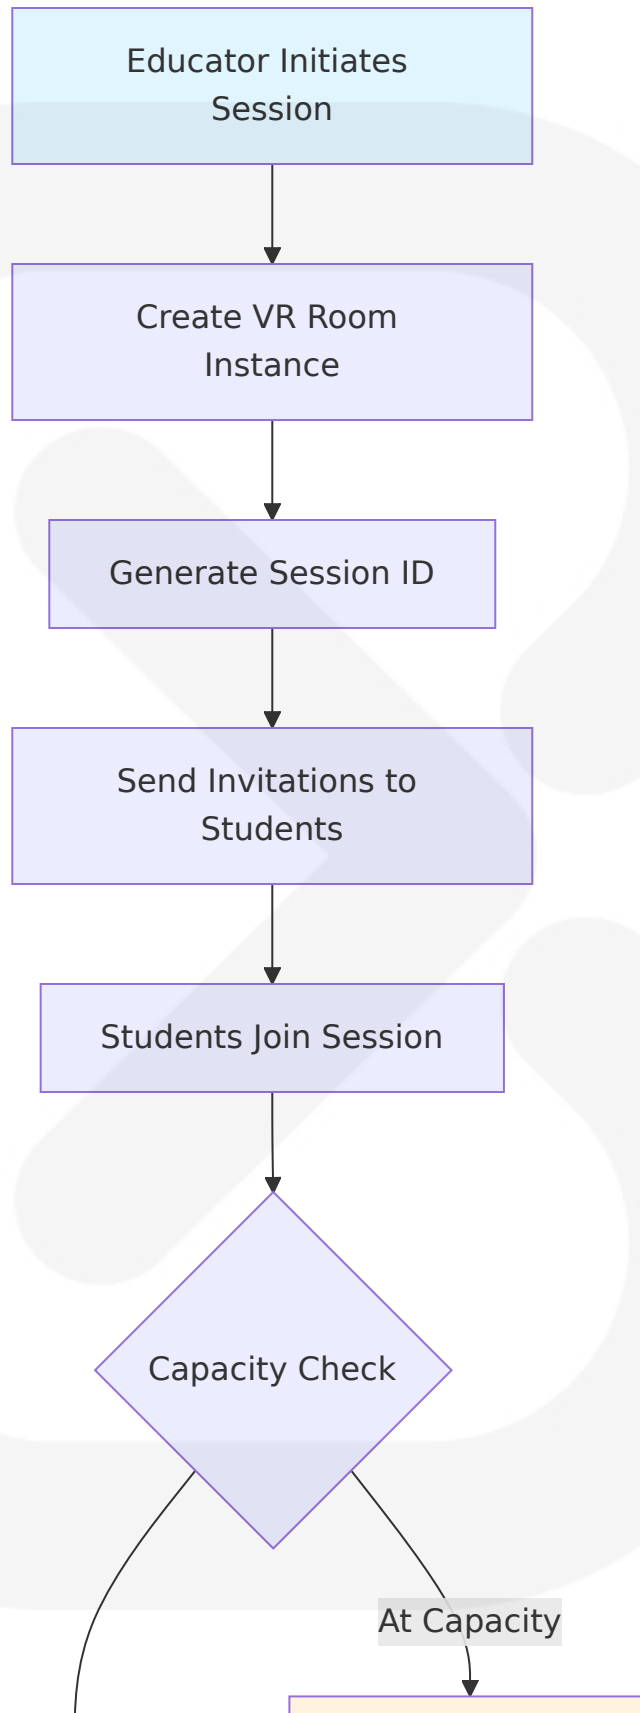 Educator Initiates
Session
Create VR Room
Instance
Generate Session ID
Send Invitations to
Students
Students Join Session
Capacity Check
At Capacity